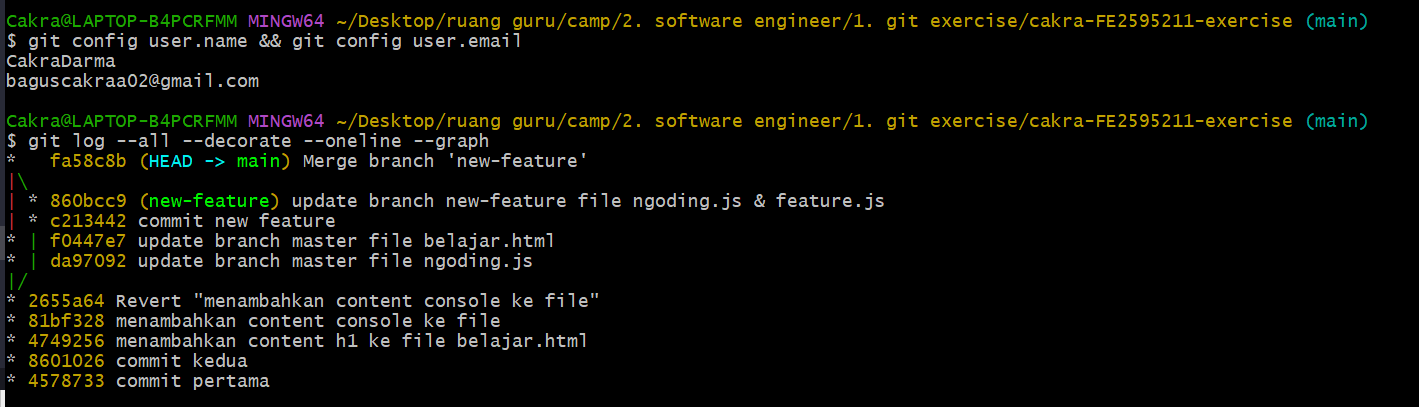 Cakra@LAPTOP-B4PCRFMM MINGW64 ~/Desktop/ruang guru/camp/2. software engineer/1. git exercise/cakra-FE2595211-exercise (main)
$ git config user.name && git config user.email
CakraDarma
baguscakraa02@gmail.com

Cakra@LAPTOP-B4PCRFMM MINGW64 ~/Desktop/ruang guru/camp/2. software engineer/1. git exercise/cakra-FE2595211-exercise (main)
$ git log --all --decorate --oneline --graph
*   fa58c8b (HEAD -> main) Merge branch 'new-feature'
|\
| * 860bcc9 (new-feature) update branch new-feature file ngoding.js & feature.js
| * c213442 commit new feature
* | f0447e7 update branch master file belajar.html
* | da97092 update branch master file ngoding.js
|/
* 2655a64 Revert "menambahkan content console ke file"
* 81bf328 menambahkan content console ke file
* 4749256 menambahkan content h1 ke file belajar.html
* 8601026 commit kedua
* 4578733 commit pertama